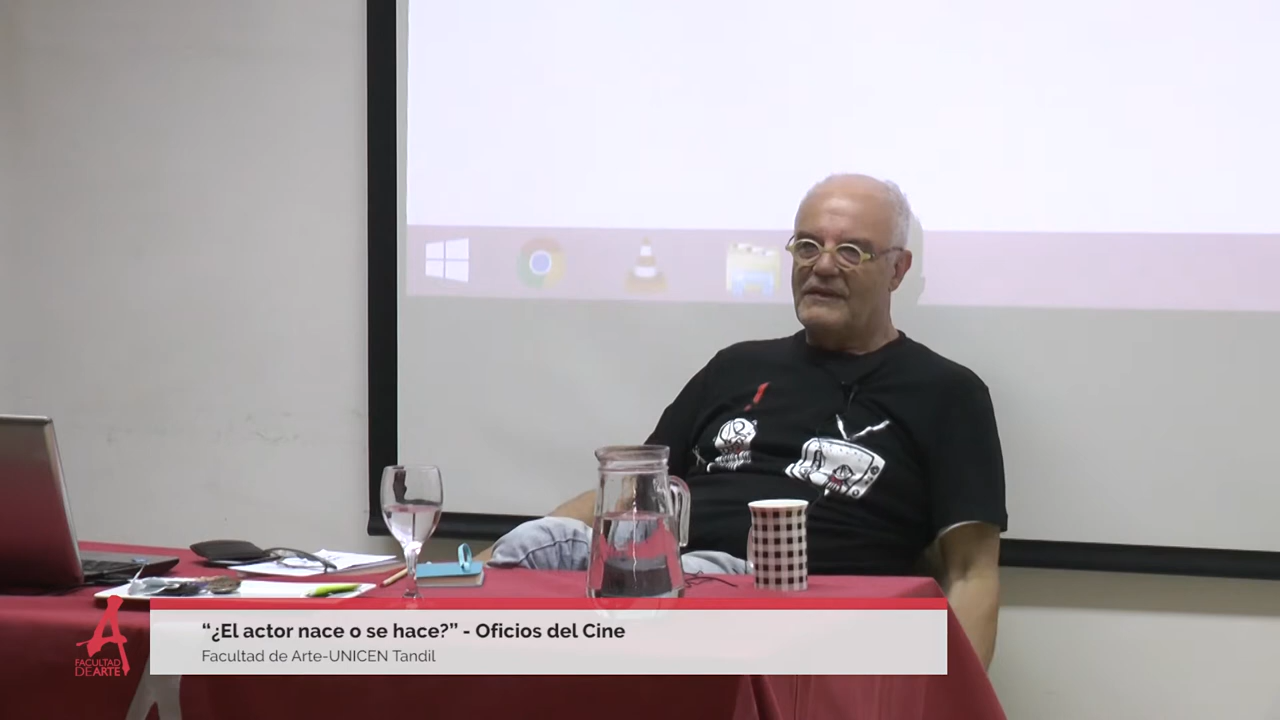 “¿El actor nace o se hace?” - Oficios del Cine
Facultad de Arte-UNICEN Tandil
FACULTAD
DE ARTE